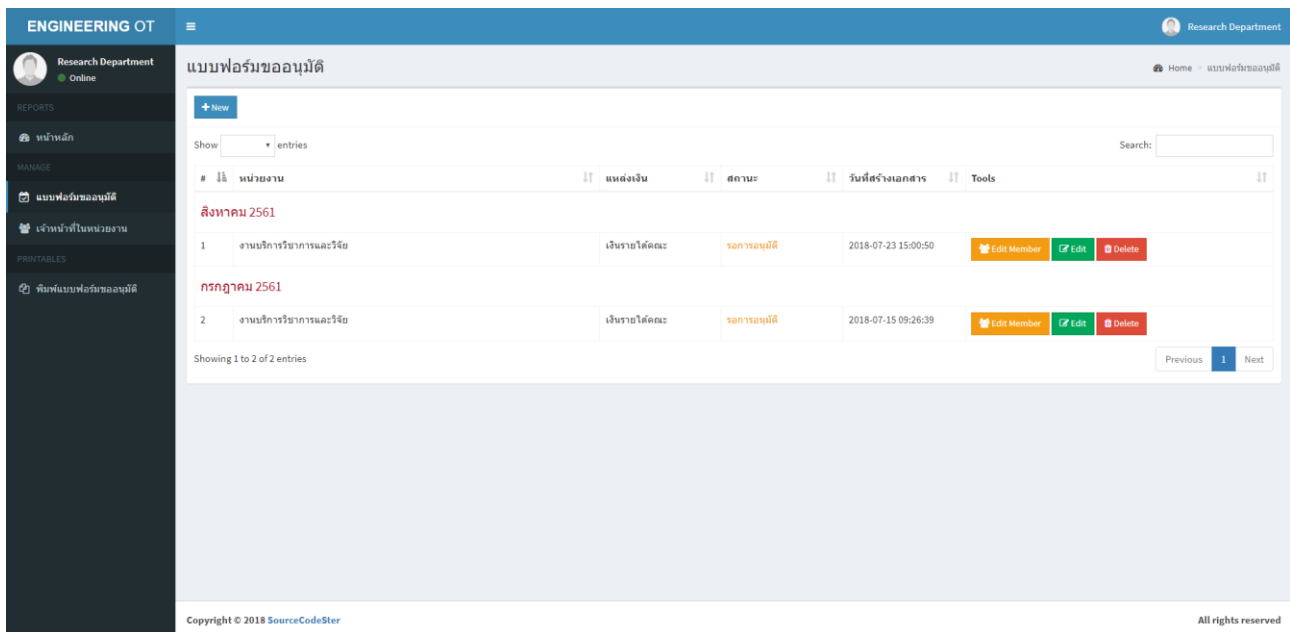 ENGINEERING OT
Research Department
Research Department
Online
แบบฟอร์มขออนุมัติ
Home > แบบฟอร์มขออนุมัติ
REPORTS
หน้าหลัก
MANAGE
แบบฟอร์มขออนุมัติ
เจ้าหน้าที่ในหน่วยงาน
PRINTABLES
พิมพ์แบบฟอร์มขออนุมัติ
+ New
Show entries Search:
# หน่วยงาน แหล่งเงิน สถานะ วันที่สร้างเอกสาร Tools
สิงหาคม 2561
1 งานบริการวิชาการและวิจัย เงินรายได้คณะ รอการอนุมัติ 2018-07-23 15:00:50 Edit Member Edit Delete
กรกฎาคม 2561
2 งานบริการวิชาการและวิจัย เงินรายได้คณะ รอการอนุมัติ 2018-07-15 09:26:39 Edit Member Edit Delete
Showing 1 to 2 of 2 entries Previous 1 Next
Copyright © 2018 SourceCodeSter All rights reserved